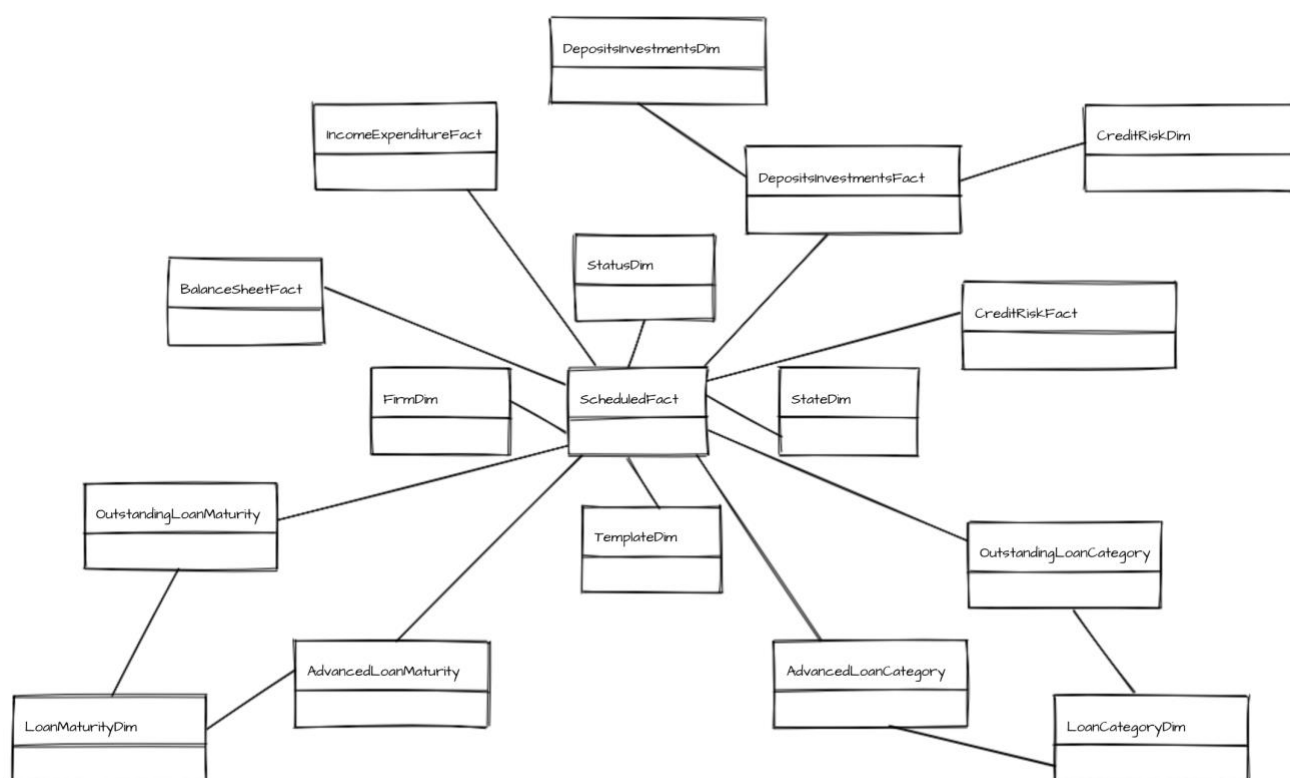 DepositsInvestmentsDim
IncomeExpenditureFact
CreditRiskDim
DepositsInvestmentsFact
StatusDim
BalanceSheetFact
CreditRiskFact
FirmDim
ScheduledFact
StateDim
OutstandingLoanMaturity
TemplateDim
OutstandingLoanCategory
AdvancedLoanMaturity
AdvancedLoanCategory
LoanMaturityDim
LoanCategoryDim